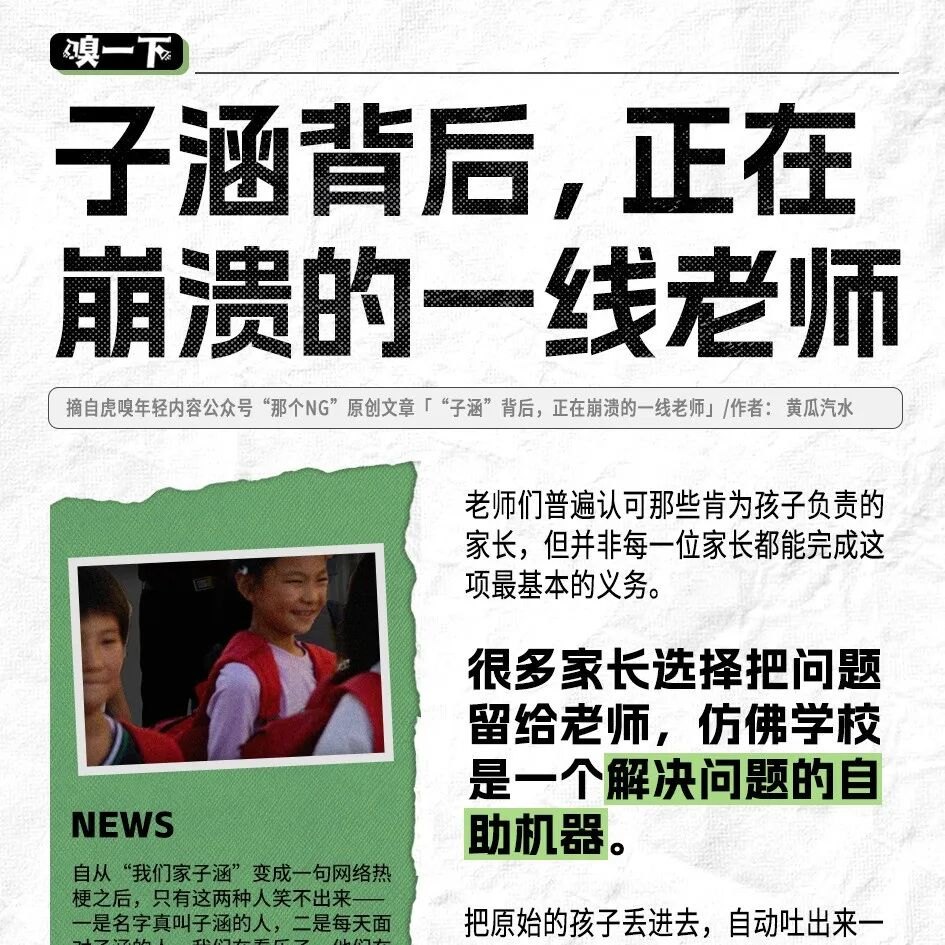 嗅一下
子涵背后，正在
崩溃的一线老师
摘自虎嗅年轻内容公众号“那个NG”原创文章「“子涵”背后，正在崩溃的一线老师」/作者： 黄瓜汽水
老师们普遍认可那些肯为孩子负责的
家长，但并非每一位家长都能完成这
项最基本的义务。
很多家长选择把问题
留给老师，仿佛学校
是一个解决问题的自
助机器。
把原始的孩子丢进去，自动吐出来一
NEWS
自从“我们家子涵”变成一句网络热
梗之后，只有这两种人笑不出来——
一是名字真叫子涵的人，二是每天面